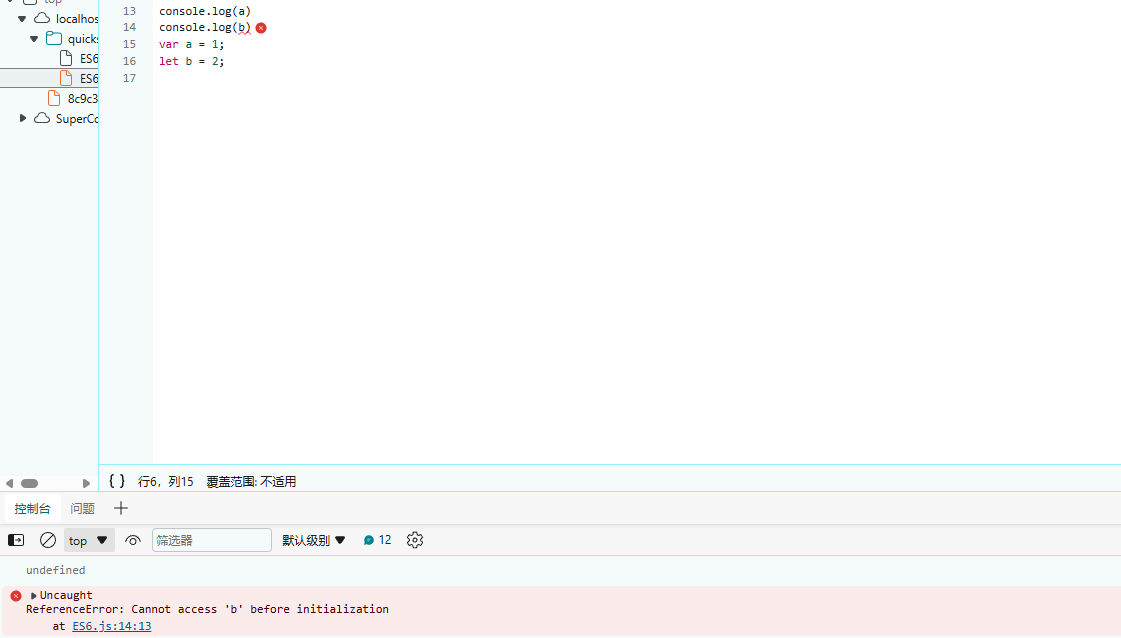 top
localhos
quicks
ES6
ES6
8c9c3
SuperCo
13 console.log(a)
14 console.log(b)
15 var a = 1;
16 let b = 2;
17
{ } 行6，列15 覆盖范围: 不适用
控制台 问题
top 筛选器 默认级别 12
undefined
Uncaught
ReferenceError: Cannot access 'b' before initialization
at ES6.js:14:13